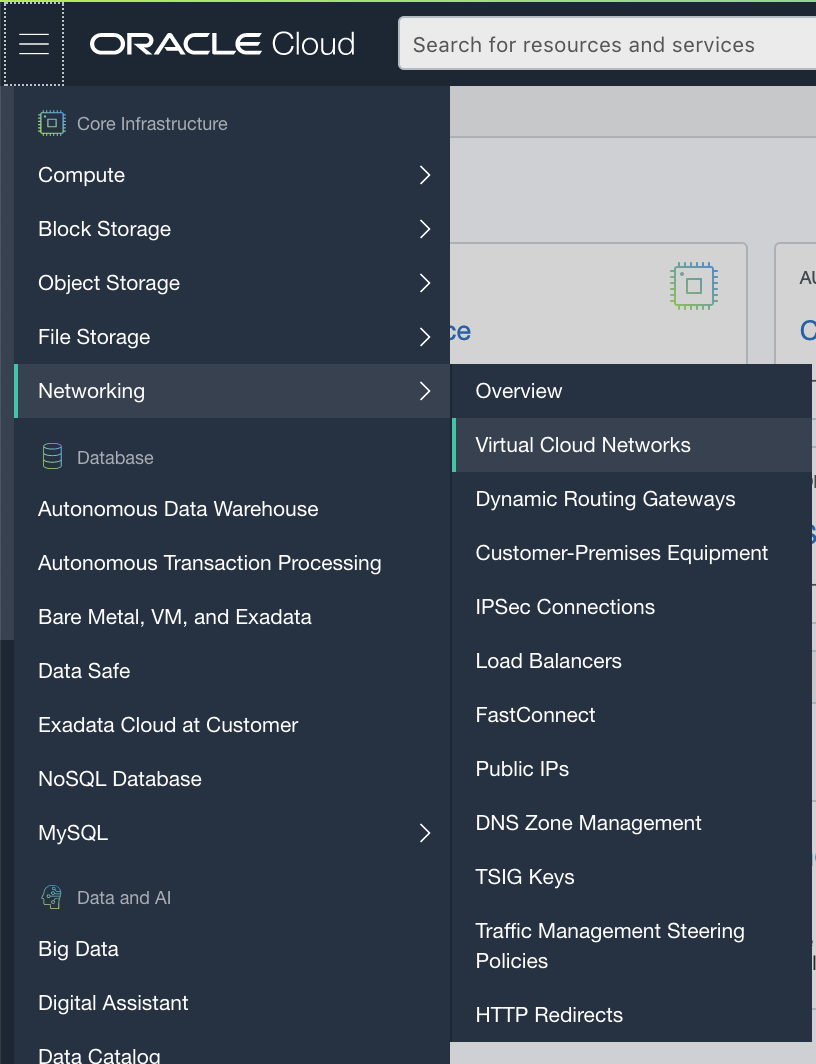 ORACLE Cloud
Search for resources and services
Core Infrastructure
Compute
Block Storage
Object Storage
File Storage
Networking
Database
Autonomous Data Warehouse
Autonomous Transaction Processing
Bare Metal, VM, and Exadata
Data Safe
Exadata Cloud at Customer
NoSQL Database
MySQL
Data and AI
Big Data
Digital Assistant
Data Catalog
Overview
Virtual Cloud Networks
Dynamic Routing Gateways
Customer-Premises Equipment
IPSec Connections
Load Balancers
FastConnect
Public IPs
DNS Zone Management
TSIG Keys
Traffic Management Steering
Policies
HTTP Redirects